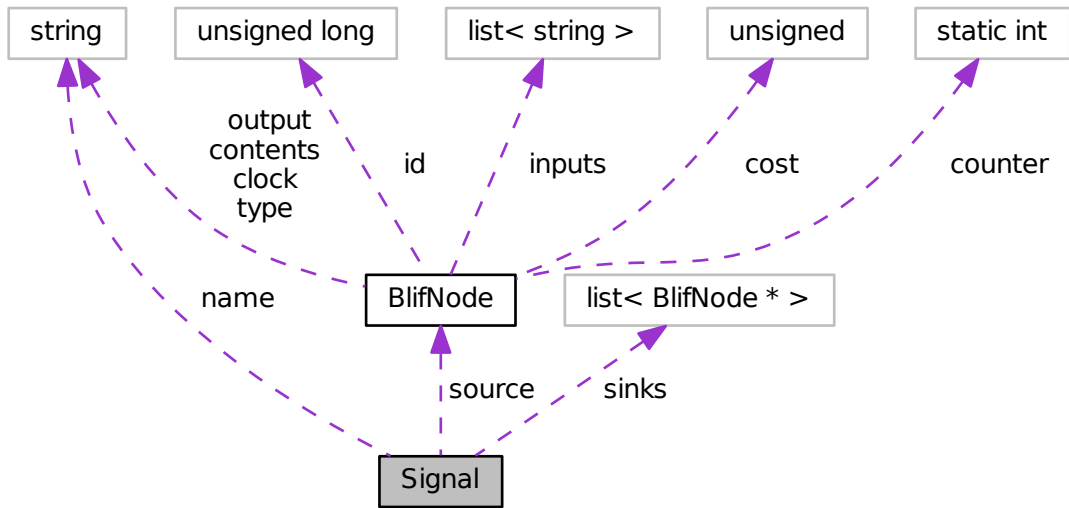 string
unsigned long
list< string >
unsigned
static int
output
contents
clock
type
id
inputs
cost
counter
name
BlifNode
list< BlifNode * >
source
sinks
Signal